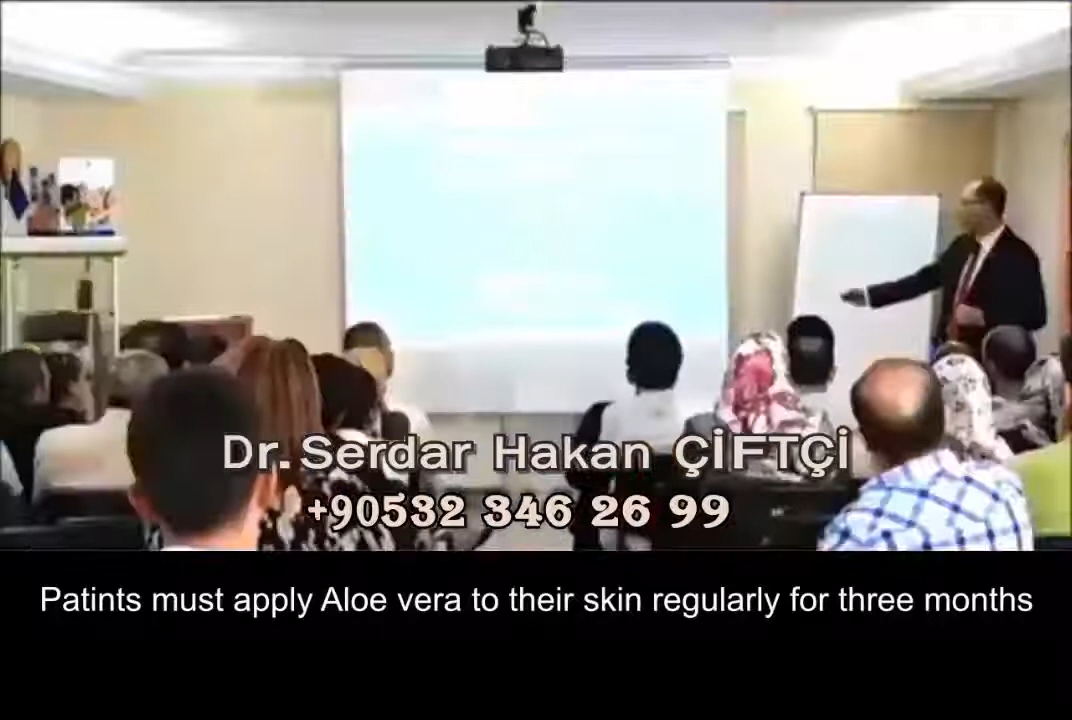 Dr. Serdar Hakan ÇİFTÇİ
+90532 346 26 99
Patints must apply Aloe vera to their skin regularly for three months